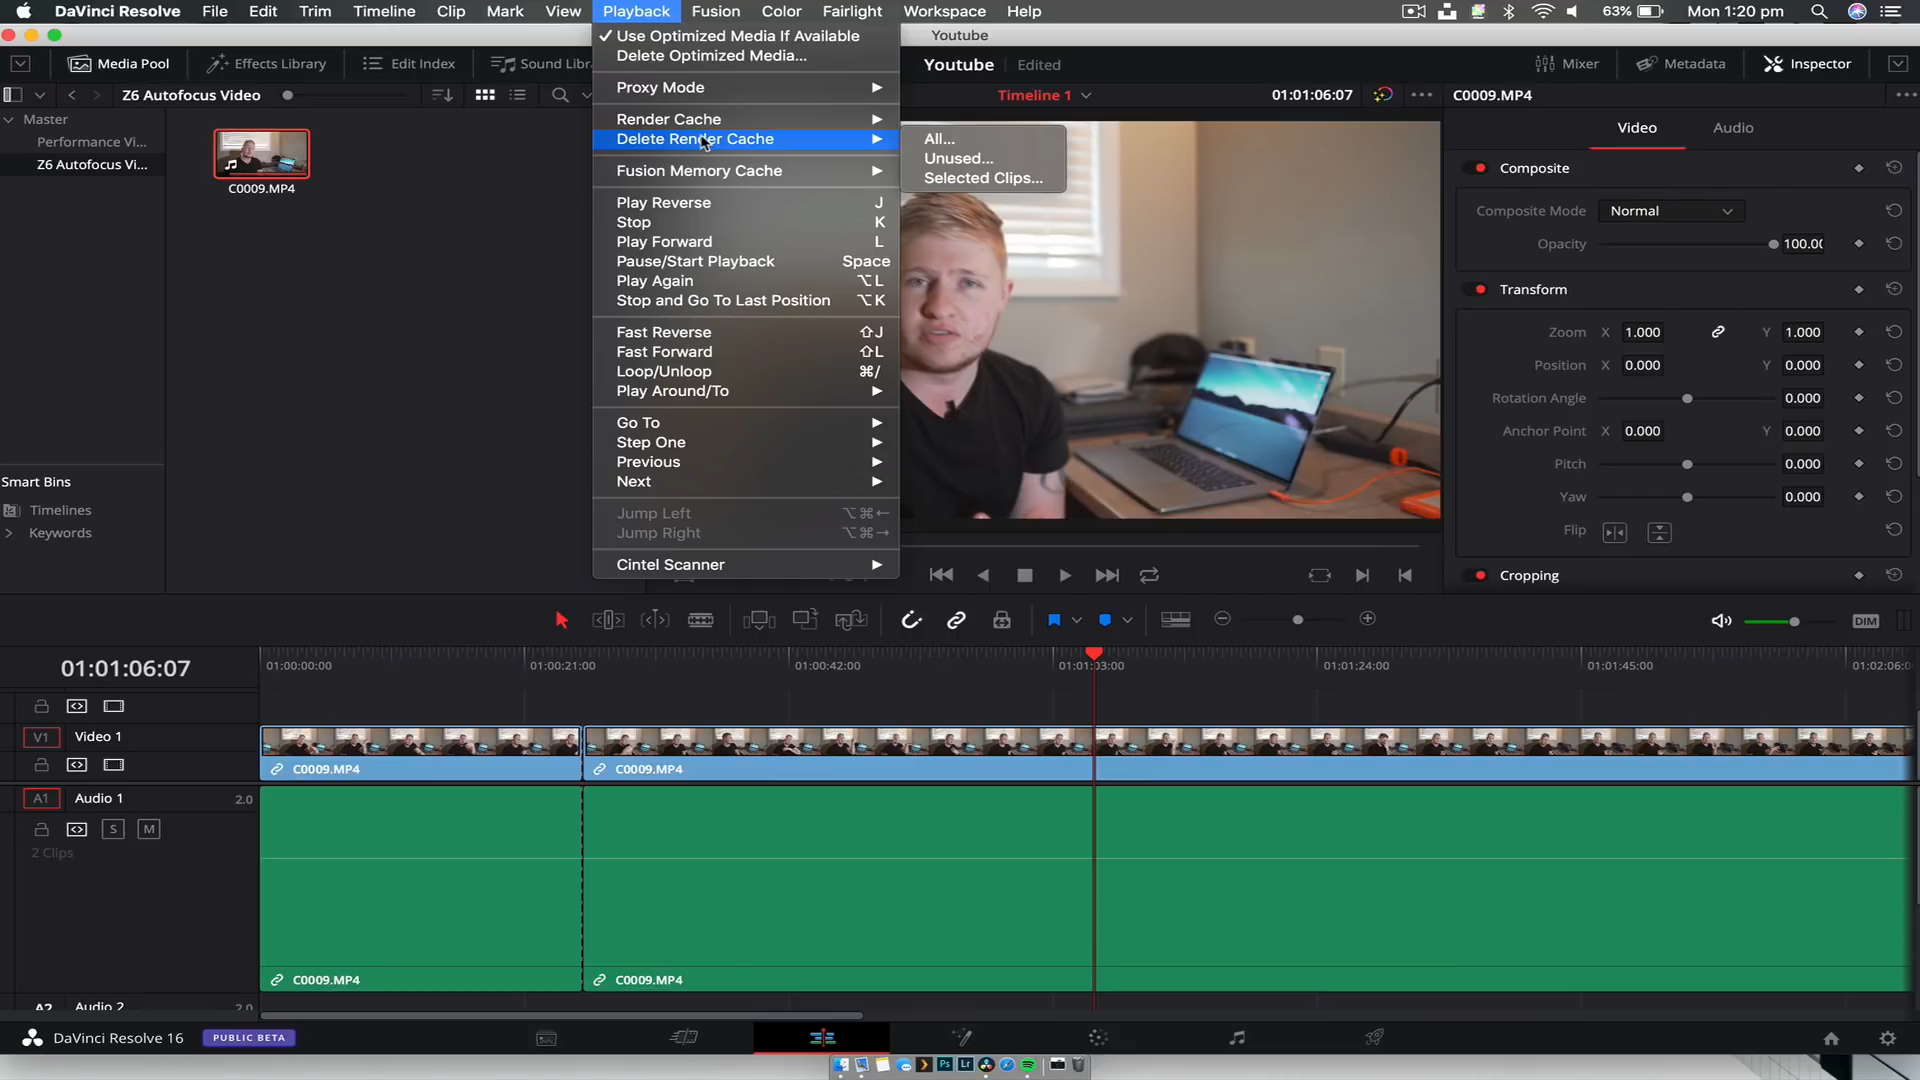 DaVinci Resolve File Edit Trim Timeline Clip Mark View Playback Fusion Color Fairlight Workspace Help 63% Mon 1:20 pm
Youtube
Media Pool Effects Library Edit Index Sound Libr Youtube Edited Mixer Metadata Inspector
Z6 Autofocus Video Timeline 1 01:01:06:07 C0009.MP4
Master
Performance Vi...
Z6 Autofocus Vi...
C0009.MP4
Smart Bins
Timelines
Keywords
Use Optimized Media If Available
Delete Optimized Media...
Proxy Mode
Render Cache
Delete Render Cache
Fusion Memory Cache
Play Reverse J
Stop K
Play Forward L
Pause/Start Playback Space
Play Again ⌥L
Stop and Go To Last Position ⌥K
Fast Reverse ⇧J
Fast Forward ⇧L
Loop/Unloop ⌘/
Play Around/To
Go To
Step One
Previous
Next
Jump Left ⌥⌘←
Jump Right ⌥⌘→
Cintel Scanner
All...
Unused...
Selected Clips...
Video Audio
Composite
Composite Mode Normal
Opacity 100.00
Transform
Zoom X 1.000 Y 1.000
Position X 0.000 Y 0.000
Rotation Angle 0.000
Anchor Point X 0.000 Y 0.000
Pitch 0.000
Yaw 0.000
Flip
Cropping
DIM
01:01:06:07 01:00:00:00 01:00:21:00 01:00:42:00 01:01:03:00 01:01:24:00 01:01:45:00 01:02:06:0
V1 Video 1
C0009.MP4 C0009.MP4
A1 Audio 1 2.0
S M
2 Clips
C0009.MP4 C0009.MP4
A2 Audio 2 2.0
DaVinci Resolve 16 PUBLIC BETA
Ps Lr